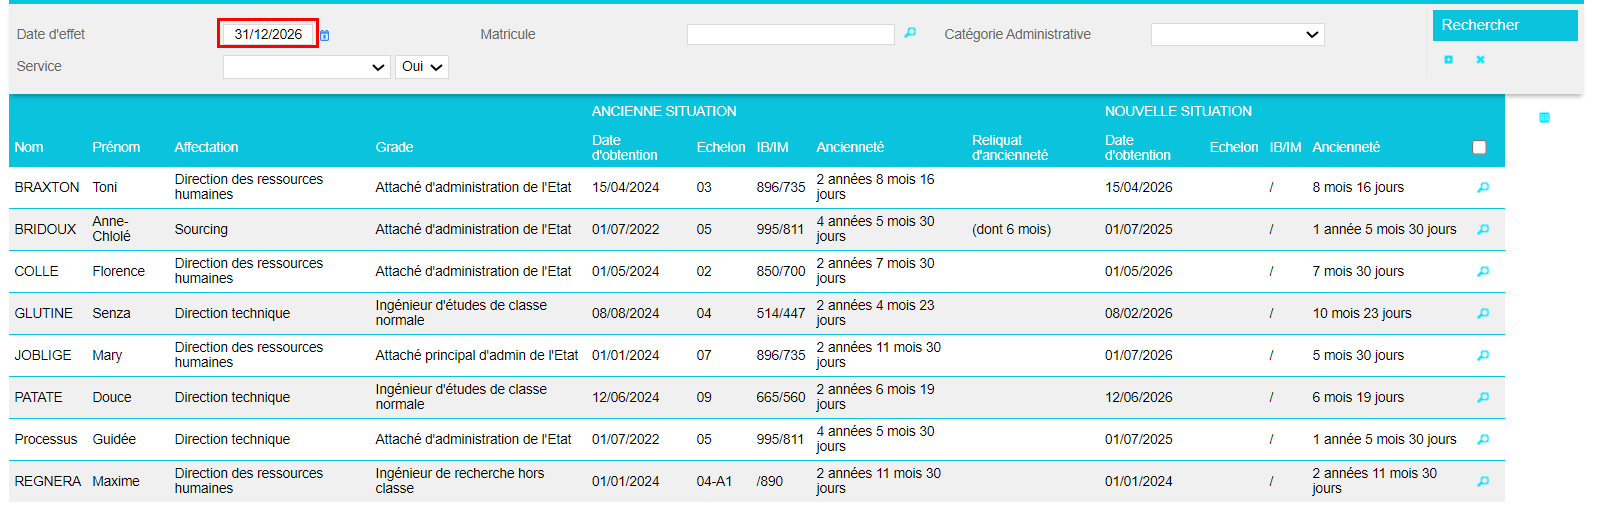 Date d'effet 31/12/2026 Matricule Catégorie Administrative Rechercher
Service Oui
ANCIENNE SITUATION NOUVELLE SITUATION
Nom Prénom Affectation Grade Date d'obtention Echelon IB/IM Ancienneté Reliquat d'ancienneté Date d'obtention Echelon IB/IM Ancienneté
BRAXTON Toni Direction des ressources humaines Attaché d'administration de l'Etat 15/04/2024 03 896/735 2 années 8 mois 16 jours 15/04/2026 / 8 mois 16 jours
BRIDOUX Anne-Chlolé Sourcing Attaché d'administration de l'Etat 01/07/2022 05 995/811 4 années 5 mois 30 jours (dont 6 mois) 01/07/2025 / 1 année 5 mois 30 jours
COLLE Florence Direction des ressources humaines Attaché d'administration de l'Etat 01/05/2024 02 850/700 2 années 7 mois 30 jours 01/05/2026 / 7 mois 30 jours
GLUTINE Senza Direction technique Ingénieur d'études de classe normale 08/08/2024 04 514/447 2 années 4 mois 23 jours 08/02/2026 / 10 mois 23 jours
JOBLIGE Mary Direction des ressources humaines Attaché principal d'admin de l'Etat 01/01/2024 07 896/735 2 années 11 mois 30 jours 01/07/2026 / 5 mois 30 jours
PATATE Douce Direction technique Ingénieur d'études de classe normale 12/06/2024 09 665/560 2 années 6 mois 19 jours 12/06/2026 / 6 mois 19 jours
Processus Guidée Direction technique Attaché d'administration de l'Etat 01/07/2022 05 995/811 4 années 5 mois 30 jours 01/07/2025 / 1 année 5 mois 30 jours
REGNERA Maxime Direction des ressources humaines Ingénieur de recherche hors classe 01/01/2024 04-A1 /890 2 années 11 mois 30 jours 01/01/2024 / 2 années 11 mois 30 jours